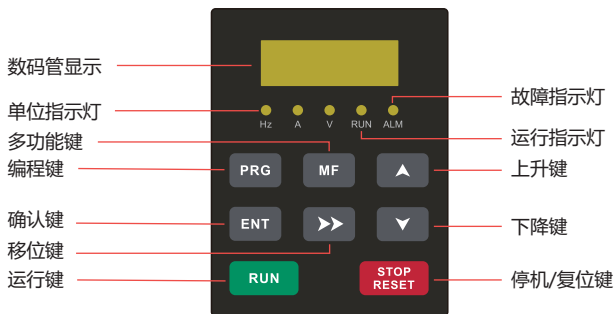 数码管显示
单位指示灯
多功能键
编程键
确认键
移位键
运行键
Hz A V RUN ALM
PRG MF
ENT
RUN STOP
RESET
故障指示灯
运行指示灯
上升键
下降键
停机/复位键